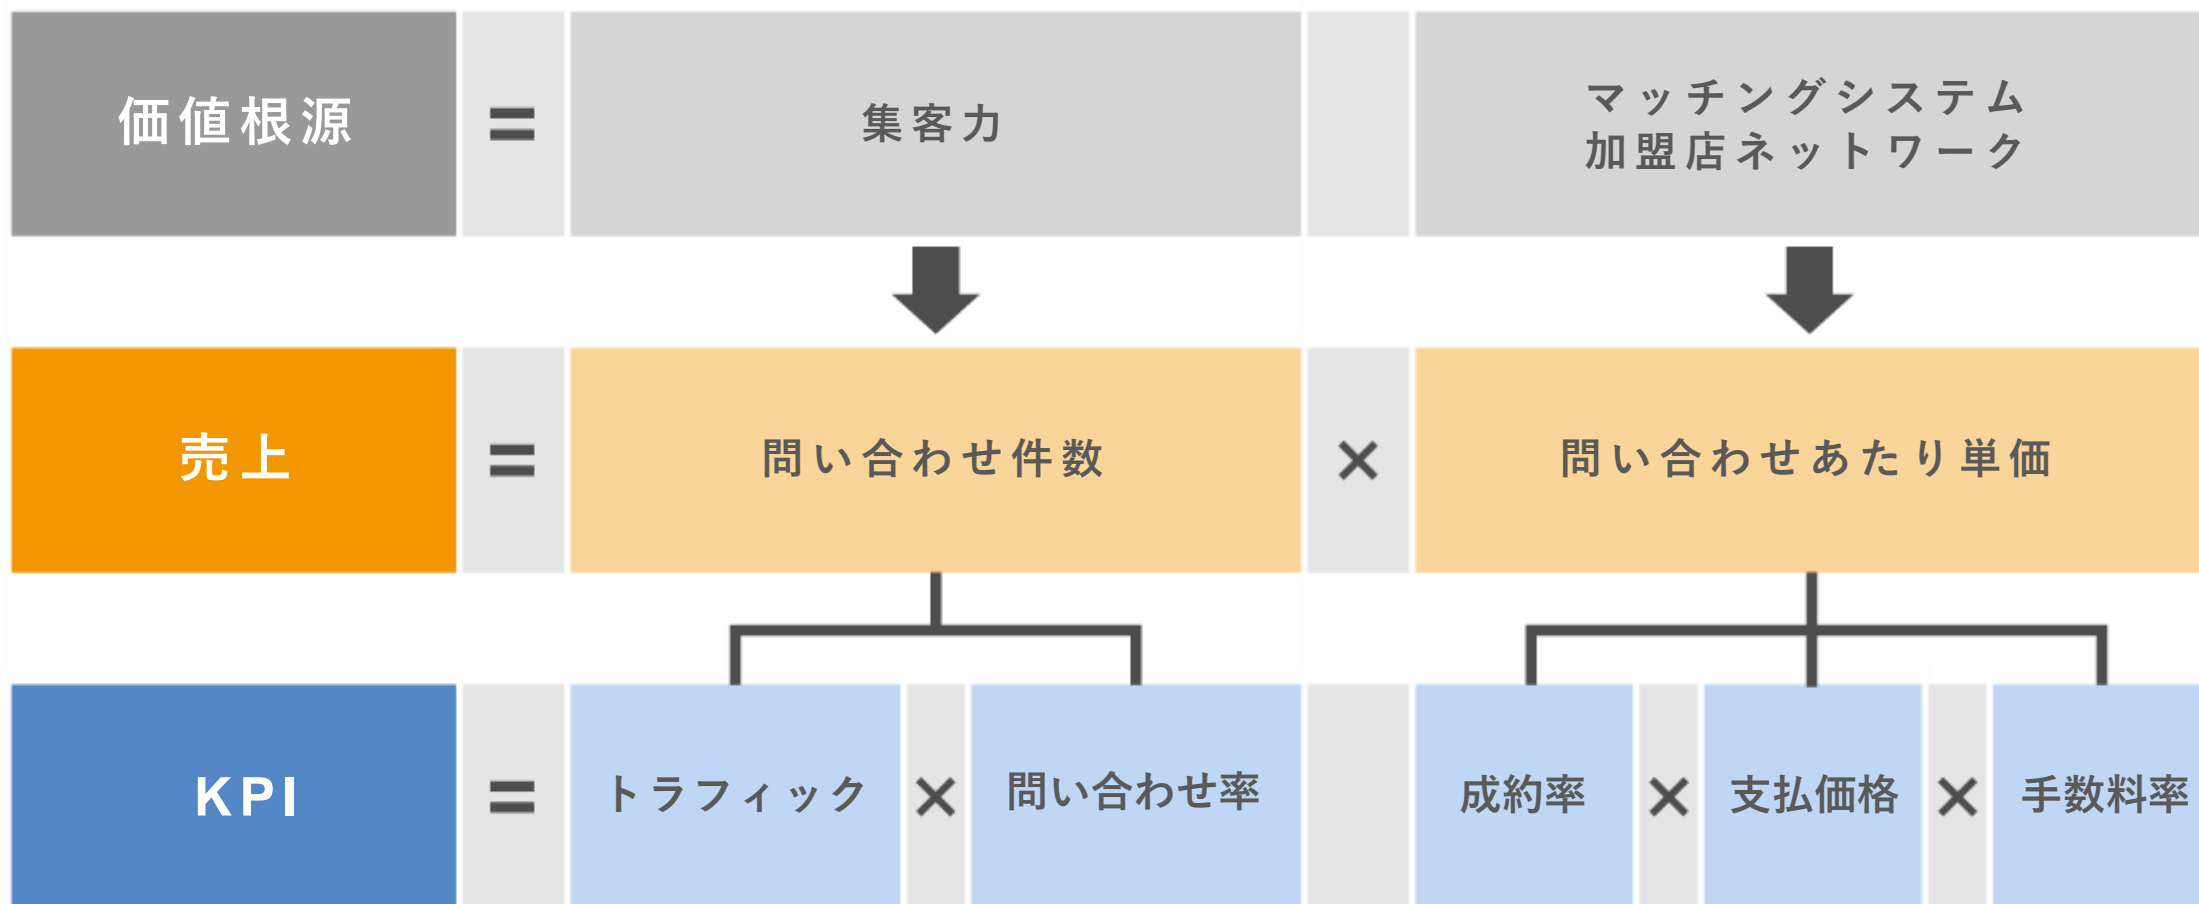 価値根源 = 集客力 マッチングシステム
加盟店ネットワーク
売上 = 問い合わせ件数 × 問い合わせあたり単価
KPI = トラフィック × 問い合わせ率 成約率 × 支払価格 × 手数料率